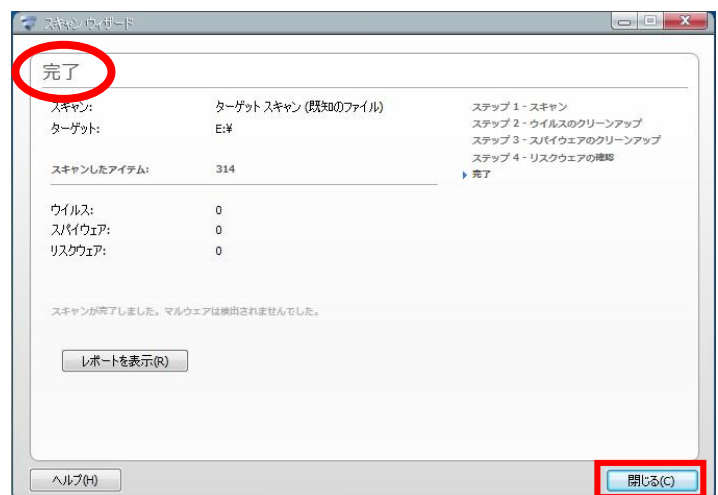 スキャン ウィザード
完了
スキャン: ターゲット スキャン (既知のファイル)
ターゲット: E:¥
スキャンしたアイテム: 314
ウイルス: 0
スパイウェア: 0
リスクウェア: 0
スキャンが完了しました。マルウェアは検出されませんでした。
レポートを表示(R)
ステップ 1 - スキャン
ステップ 2 - ウイルスのクリーンアップ
ステップ 3 - スパイウェアのクリーンアップ
ステップ 4 - リスクウェアの確認
完了
ヘルプ(H)
閉じる(C)